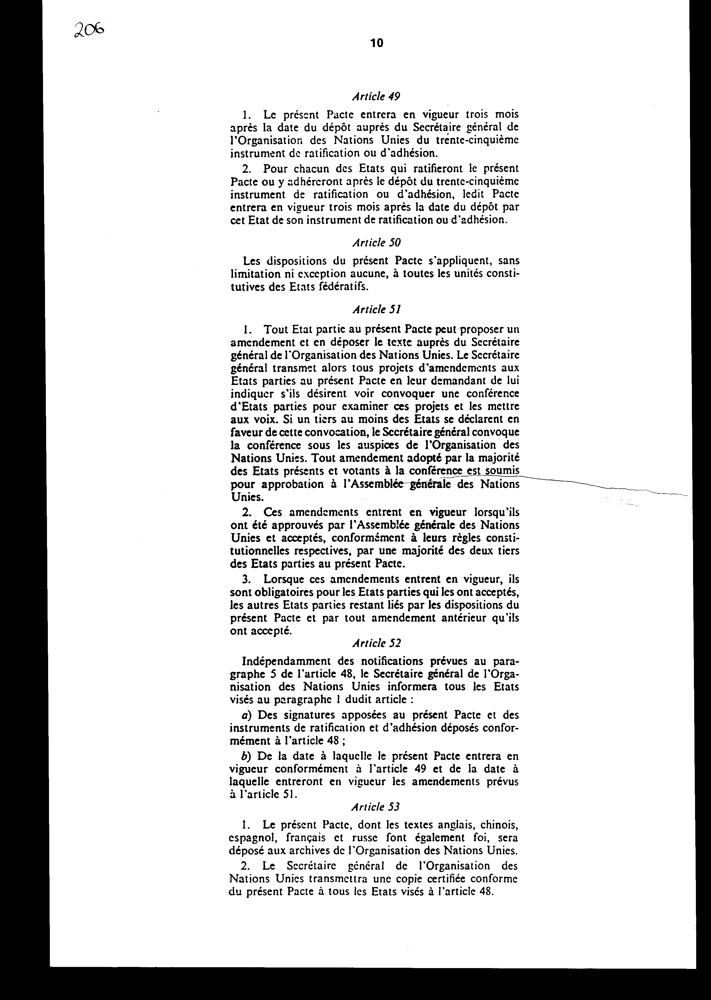 206
10
Article 49
1. Le présent Pacte entrera en vigueur trois mois
après la date du dépôt auprès du Secrétaire général de
l'Organisation des Nations Unies du trente-cinquième
instrument de ratification ou d'adhésion.
2. Pour chacun des Etats qui ratifieront le présent
Pacte ou y adhéreront après le dépôt du trente-cinquième
instrument de ratification ou d'adhésion, ledit Pacte
entrera en vigueur trois mois après la date du dépôt par
cet Etat de son instrument de ratification ou d'adhésion.
Article 50
Les dispositions du présent Pacte s'appliquent, sans
limitation ni exception aucune, à toutes les unités consti-
tutives des Etats fédératifs.
Article 51
1. Tout Etat partie au présent Pacte peut proposer un
amendement et en déposer le texte auprès du Secrétaire
général de l'Organisation des Nations Unies. Le Secrétaire
général transmet alors tous projets d'amendements aux
Etats parties au présent Pacte en leur demandant de lui
indiquer s'ils désirent voir convoquer une conférence
d'Etats parties pour examiner ces projets et les mettre
aux voix. Si un tiers au moins des Etats se déclarent en
faveur de cette convocation, le Secrétaire général convoque
la conférence sous les auspices de l'Organisation des
Nations Unies. Tout amendement adopté par la majorité
des Etats présents et votants à la conférence est soumis
pour approbation à l'Assemblée générale des Nations
Unies.
2. Ces amendements entrent en vigueur lorsqu'ils
ont été approuvés par l'Assemblée générale des Nations
Unies et acceptés, conformément à leurs règles consti-
tutionnelles respectives, par une majorité des deux tiers
des Etats parties au présent Pacte.
3. Lorsque ces amendements entrent en vigueur, ils
sont obligatoires pour les Etats parties qui les ont acceptés,
les autres Etats parties restant liés par les dispositions du
présent Pacte et par tout amendement antérieur qu'ils
ont accepté.
Article 52
Indépendamment des notifications prévues au para-
graphe 5 de l'article 48, le Secrétaire général de l'Orga-
nisation des Nations Unies informera tous les Etats
visés au paragraphe 1 dudit article :
a) Des signatures apposées au présent Pacte et des
instruments de ratification et d'adhésion déposés confor-
mément à l'article 48 ;
b) De la date à laquelle le présent Pacte entrera en
vigueur conformément à l'article 49 et de la date à
laquelle entreront en vigueur les amendements prévus
à l'article 51.
Article 53
1. Le présent Pacte, dont les textes anglais, chinois,
espagnol, français et russe font également foi, sera
déposé aux archives de l'Organisation des Nations Unies.
2. Le Secrétaire général de l'Organisation des
Nations Unies transmettra une copie certifiée conforme
du présent Pacte à tous les Etats visés à l'article 48.